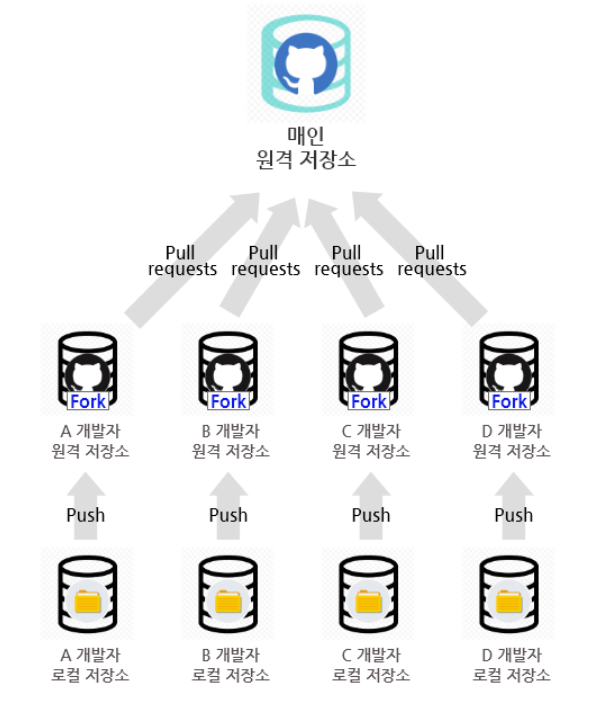 매인
원격 저장소
Pull requests
Pull requests
Pull requests
Pull requests
Fork
Fork
Fork
Fork
A 개발자
원격 저장소
B 개발자
원격 저장소
C 개발자
원격 저장소
D 개발자
원격 저장소
Push
Push
Push
Push
A 개발자
로컬 저장소
B 개발자
로컬 저장소
C 개발자
로컬 저장소
D 개발자
로컬 저장소